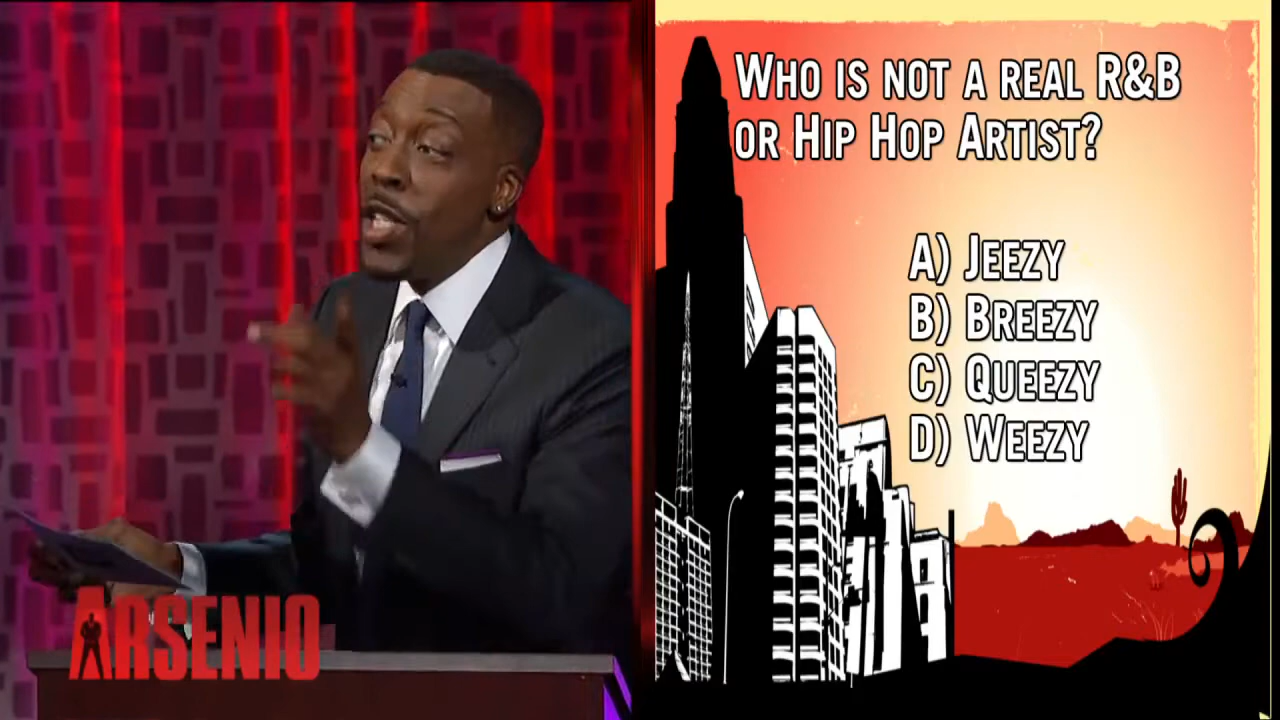 WHO IS NOT A REAL R&B
OR HIP HOP ARTIST?
A) JEEZY
B) BREEZY
C) QUEEZY
D) WEEZY
ARSENIO